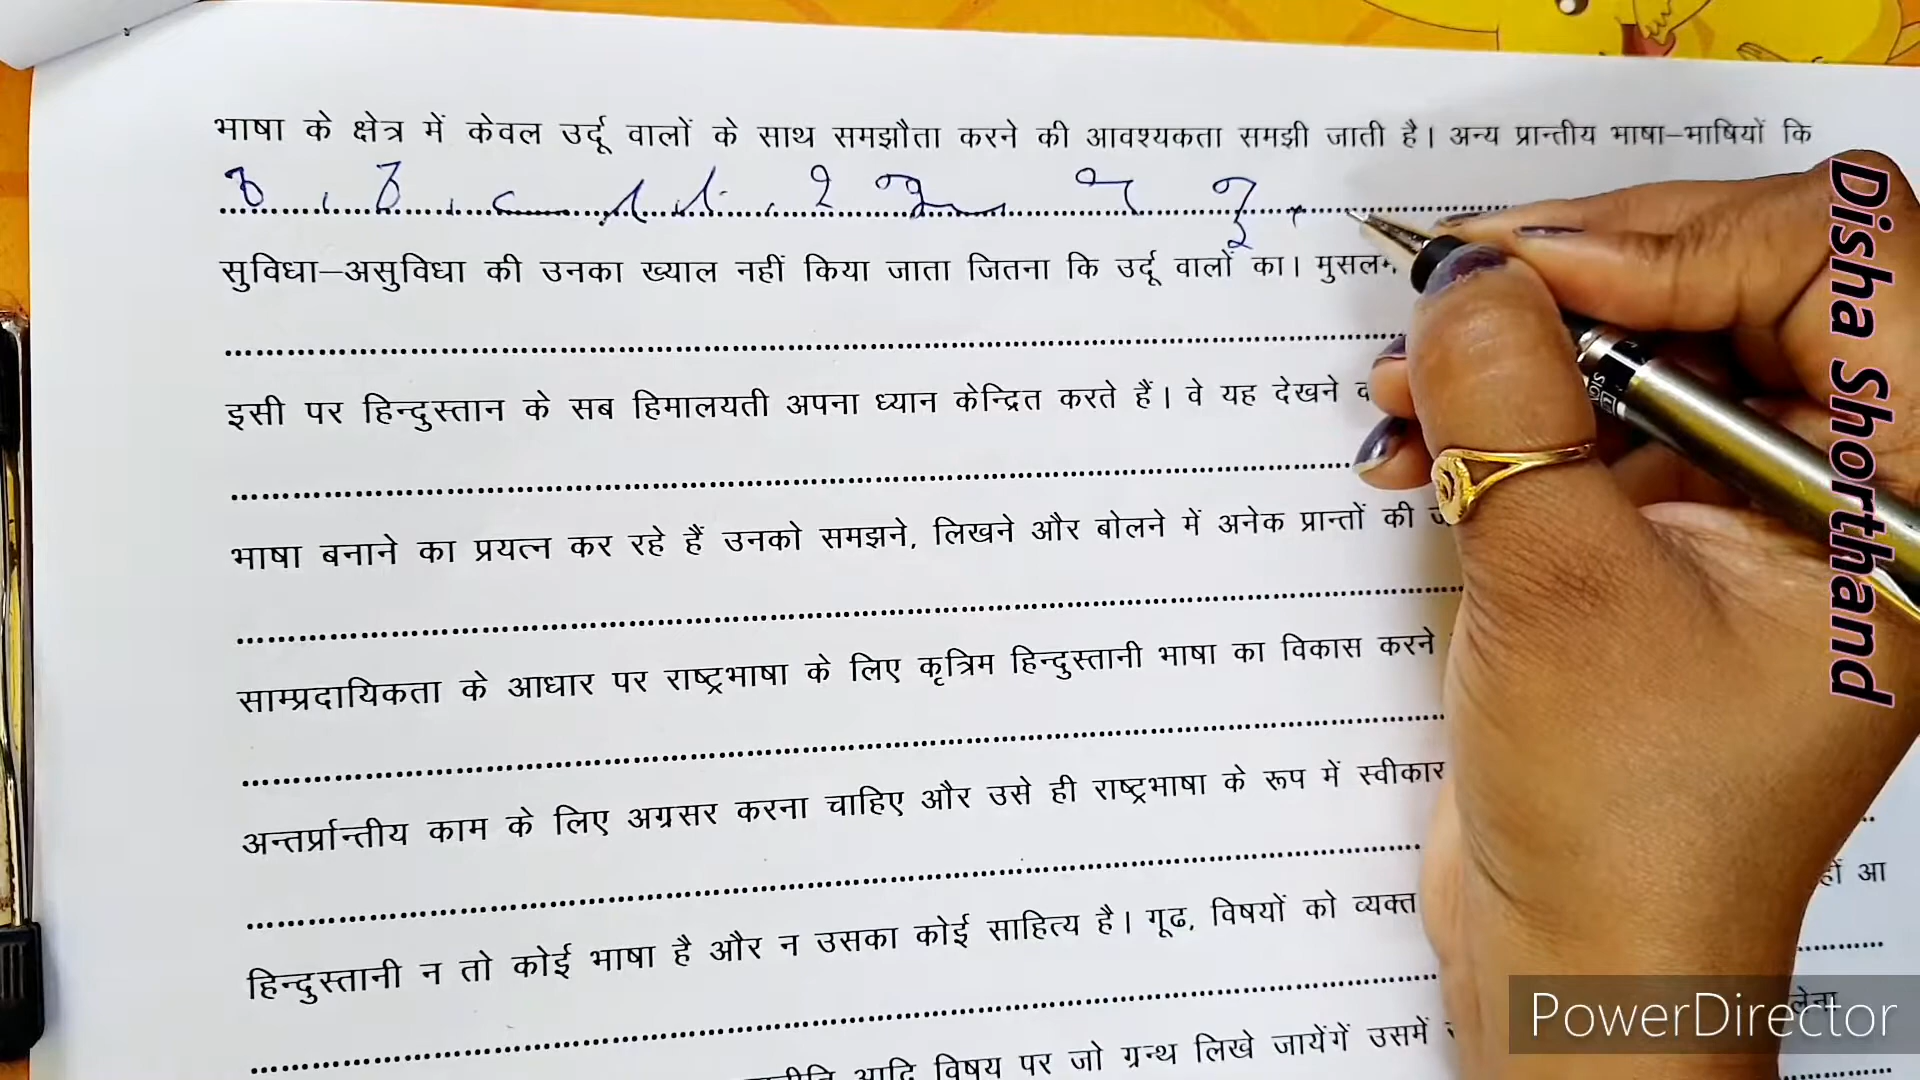 भाषा के क्षेत्र में केवल उर्दू वालों के साथ समझौता करने की आवश्यकता समझी जाती है। अन्य प्रान्तीय भाषा–भाषियों कि
सुविधा–असुविधा की उनका ख्याल नहीं किया जाता जितना कि उर्दू वालों का।
इसी पर हिन्दुस्तान के सब हिमालयती अपना ध्यान केन्द्रित करते हैं। वे यह देखने
भाषा बनाने का प्रयत्न कर रहे हैं उनको समझने, लिखने और बोलने में अनेक प्रान्तों की
साम्प्रदायिकता के आधार पर राष्ट्रभाषा के लिए कृत्रिम हिन्दुस्तानी भाषा का विकास करने
अन्तर्प्रान्तीय काम के लिए अग्रसर करना चाहिए और उसे ही राष्ट्रभाषा के रूप में स्वीकार
हिन्दुस्तानी न तो कोई भाषा है और न उसका कोई साहित्य है। गूढ, विषयों को व्यक्त आ
लेना
आदि विषय पर जो ग्रन्थ लिखे जायेंगें उसमें
Disha Shorthand
PowerDirector